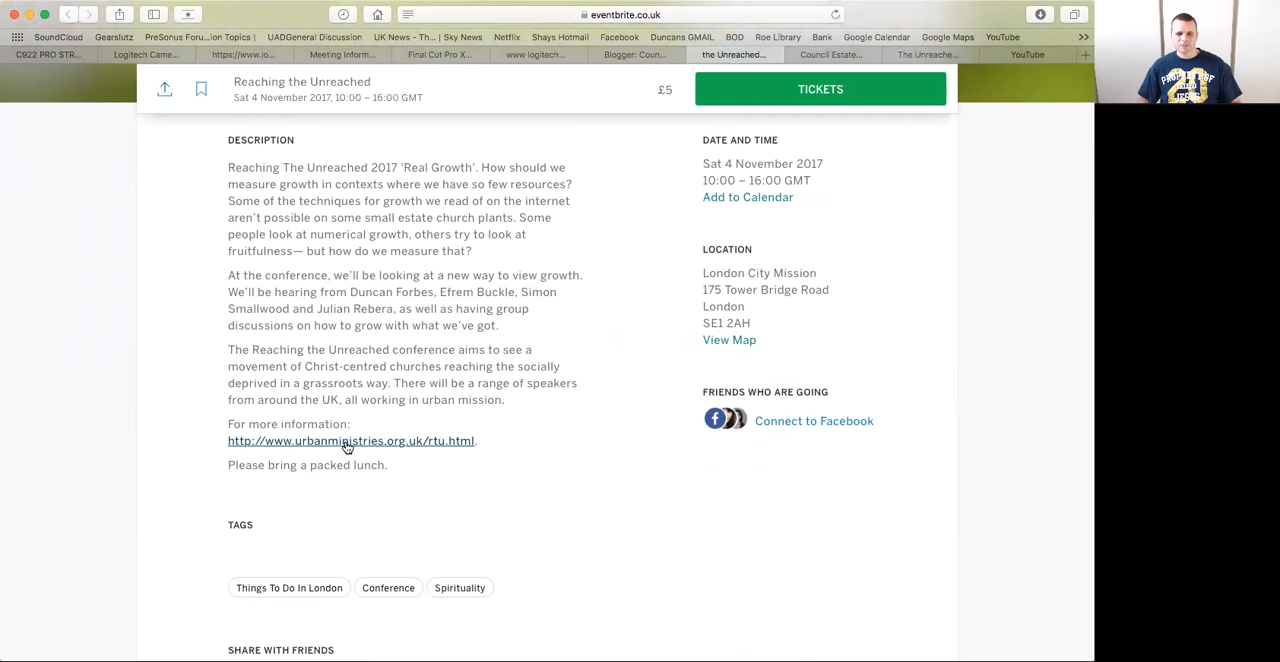 eventbrite.co.uk
SoundCloud Gearslutz PreSonus Foru...ion Topics | UADGeneral Discussion UK News - Th... | Sky News Netflix Shays Hotmail Facebook Duncans GMAIL BOD Roe Library Bank Google Calendar Google Maps YouTube >>
C922 PRO STR... Logitech Came... https://www.lo... Meeting Inform... Final Cut Pro X... www.logitech... Blogger: Coun... the Unreached... Council Estate... The Unreache... YouTube +
Reaching the Unreached
Sat 4 November 2017, 10:00 – 16:00 GMT
£5
TICKETS
PROPERTY OF
JESUS
DESCRIPTION
Reaching The Unreached 2017 'Real Growth'. How should we
measure growth in contexts where we have so few resources?
Some of the techniques for growth we read of on the internet
aren't possible on some small estate church plants. Some
people look at numerical growth, others try to look at
fruitfulness— but how do we measure that?
At the conference, we'll be looking at a new way to view growth.
We'll be hearing from Duncan Forbes, Efrem Buckle, Simon
Smallwood and Julian Rebera, as well as having group
discussions on how to grow with what we've got.
The Reaching the Unreached conference aims to see a
movement of Christ-centred churches reaching the socially
deprived in a grassroots way. There will be a range of speakers
from around the UK, all working in urban mission.
For more information:
http://www.urbanministries.org.uk/rtu.html.
Please bring a packed lunch.
TAGS
Things To Do In London Conference Spirituality
SHARE WITH FRIENDS
DATE AND TIME
Sat 4 November 2017
10:00 – 16:00 GMT
Add to Calendar
LOCATION
London City Mission
175 Tower Bridge Road
London
SE1 2AH
View Map
FRIENDS WHO ARE GOING
Connect to Facebook